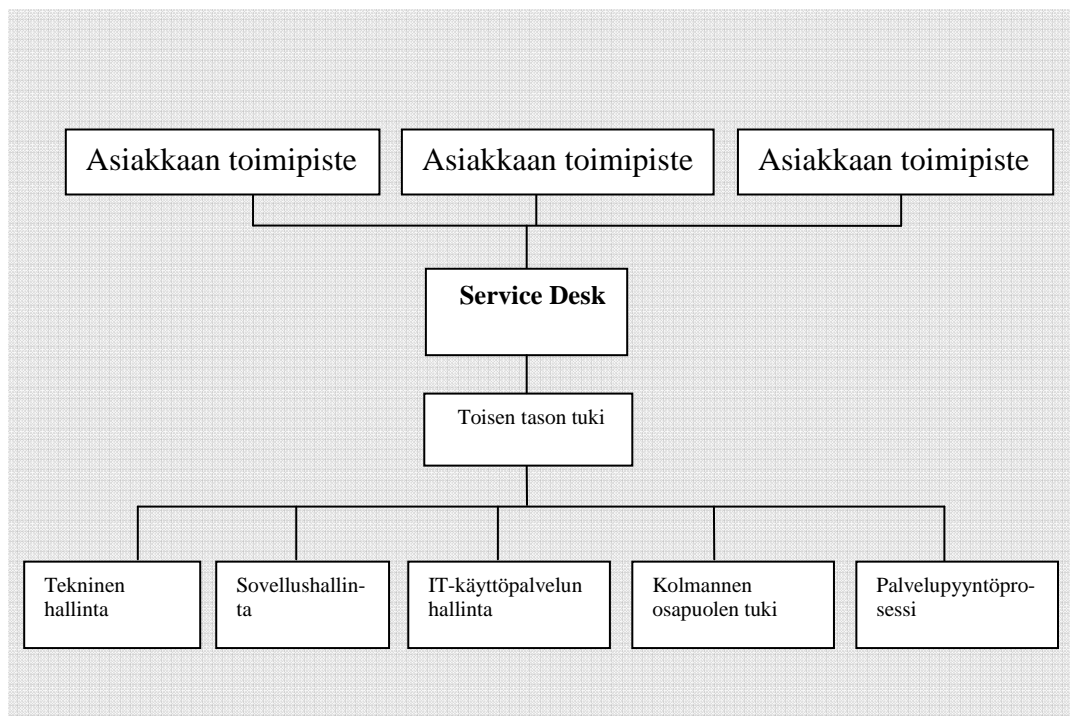 Asiakkaan toimipiste
Asiakkaan toimipiste
Asiakkaan toimipiste
Service Desk
Toisen tason tuki
Tekninen
hallinta
Sovellushallin-
ta
IT-käyttöpalvelun
hallinta
Kolmannen
osapuolen tuki
Palvelupyyntöpro-
sessi